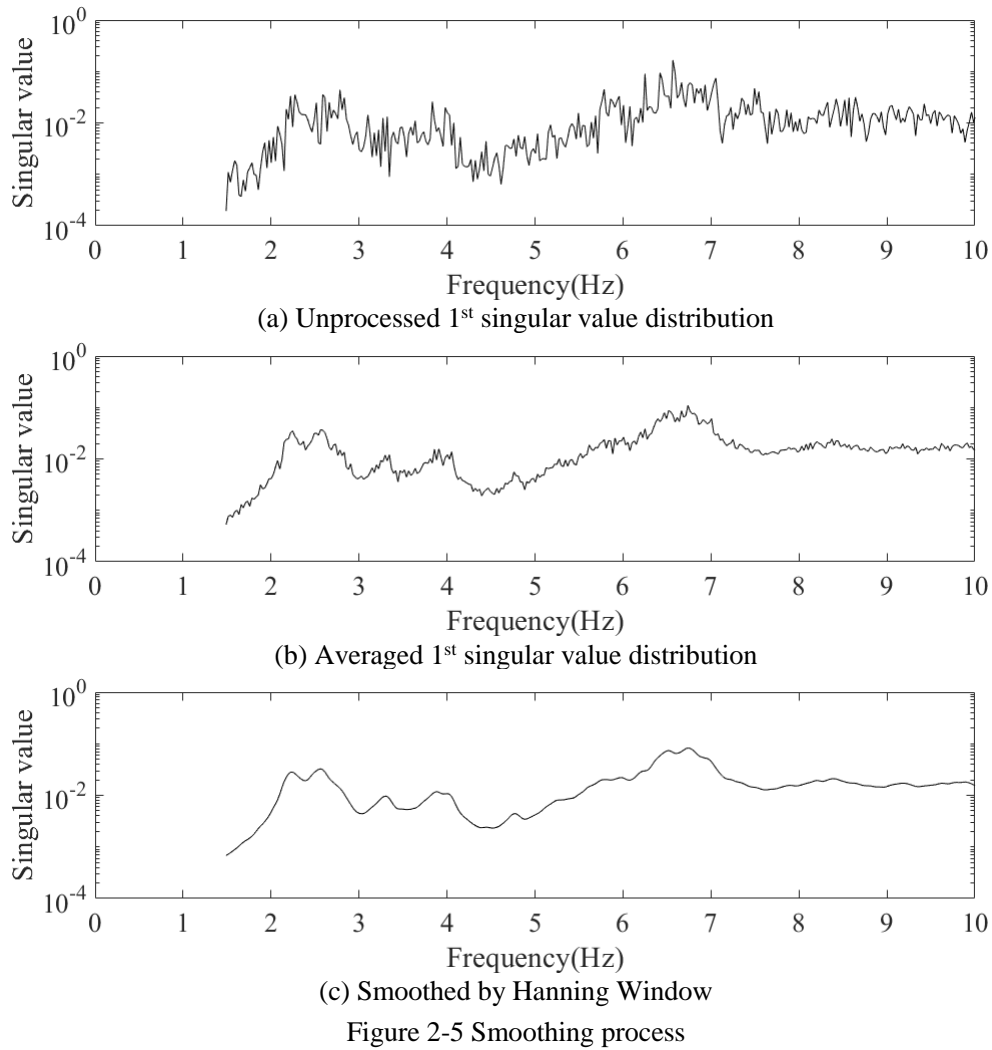 10^0
10^-2
10^-4
Singular value
0 1 2 3 4 5 6 7 8 9 10
Frequency(Hz)
(a) Unprocessed 1st singular value distribution
10^0
10^-2
10^-4
Singular value
0 1 2 3 4 5 6 7 8 9 10
Frequency(Hz)
(b) Averaged 1st singular value distribution
10^0
10^-2
10^-4
Singular value
0 1 2 3 4 5 6 7 8 9 10
Frequency(Hz)
(c) Smoothed by Hanning Window
Figure 2-5 Smoothing process